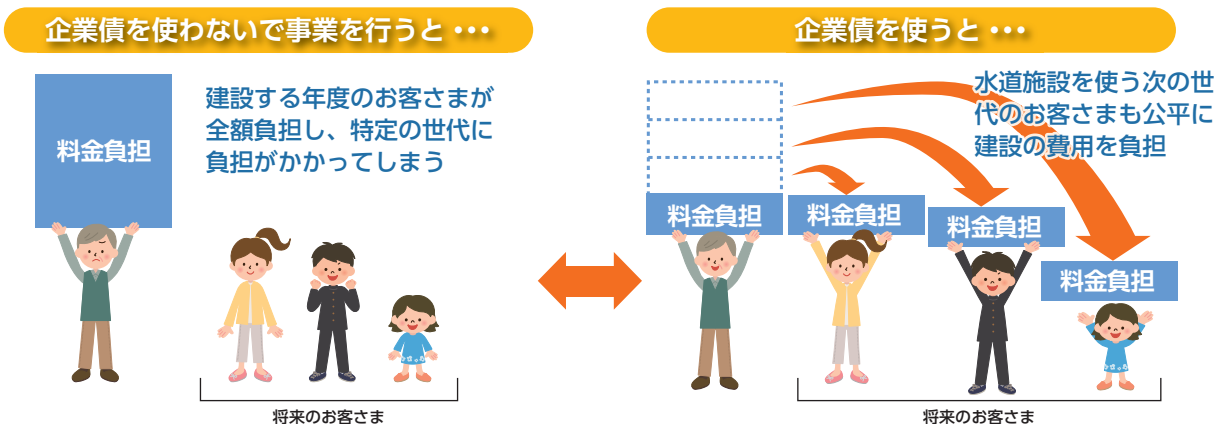 企業債を使わないで事業を行うと・・・
建設する年度のお客さまが
全額負担し、特定の世代に
負担がかかってしまう
料金負担
将来のお客さま
企業債を使うと・・・
水道施設を使う次の世
代のお客さまも公平に
建設の費用を負担
料金負担
料金負担
料金負担
料金負担
将来のお客さま